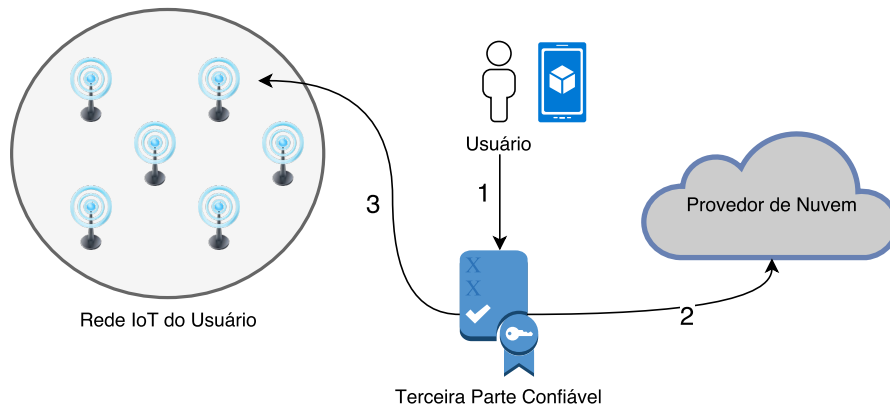 Usuário
1
3
Provedor de Nuvem
X
X
2
Rede IoT do Usuário
Terceira Parte Confiável